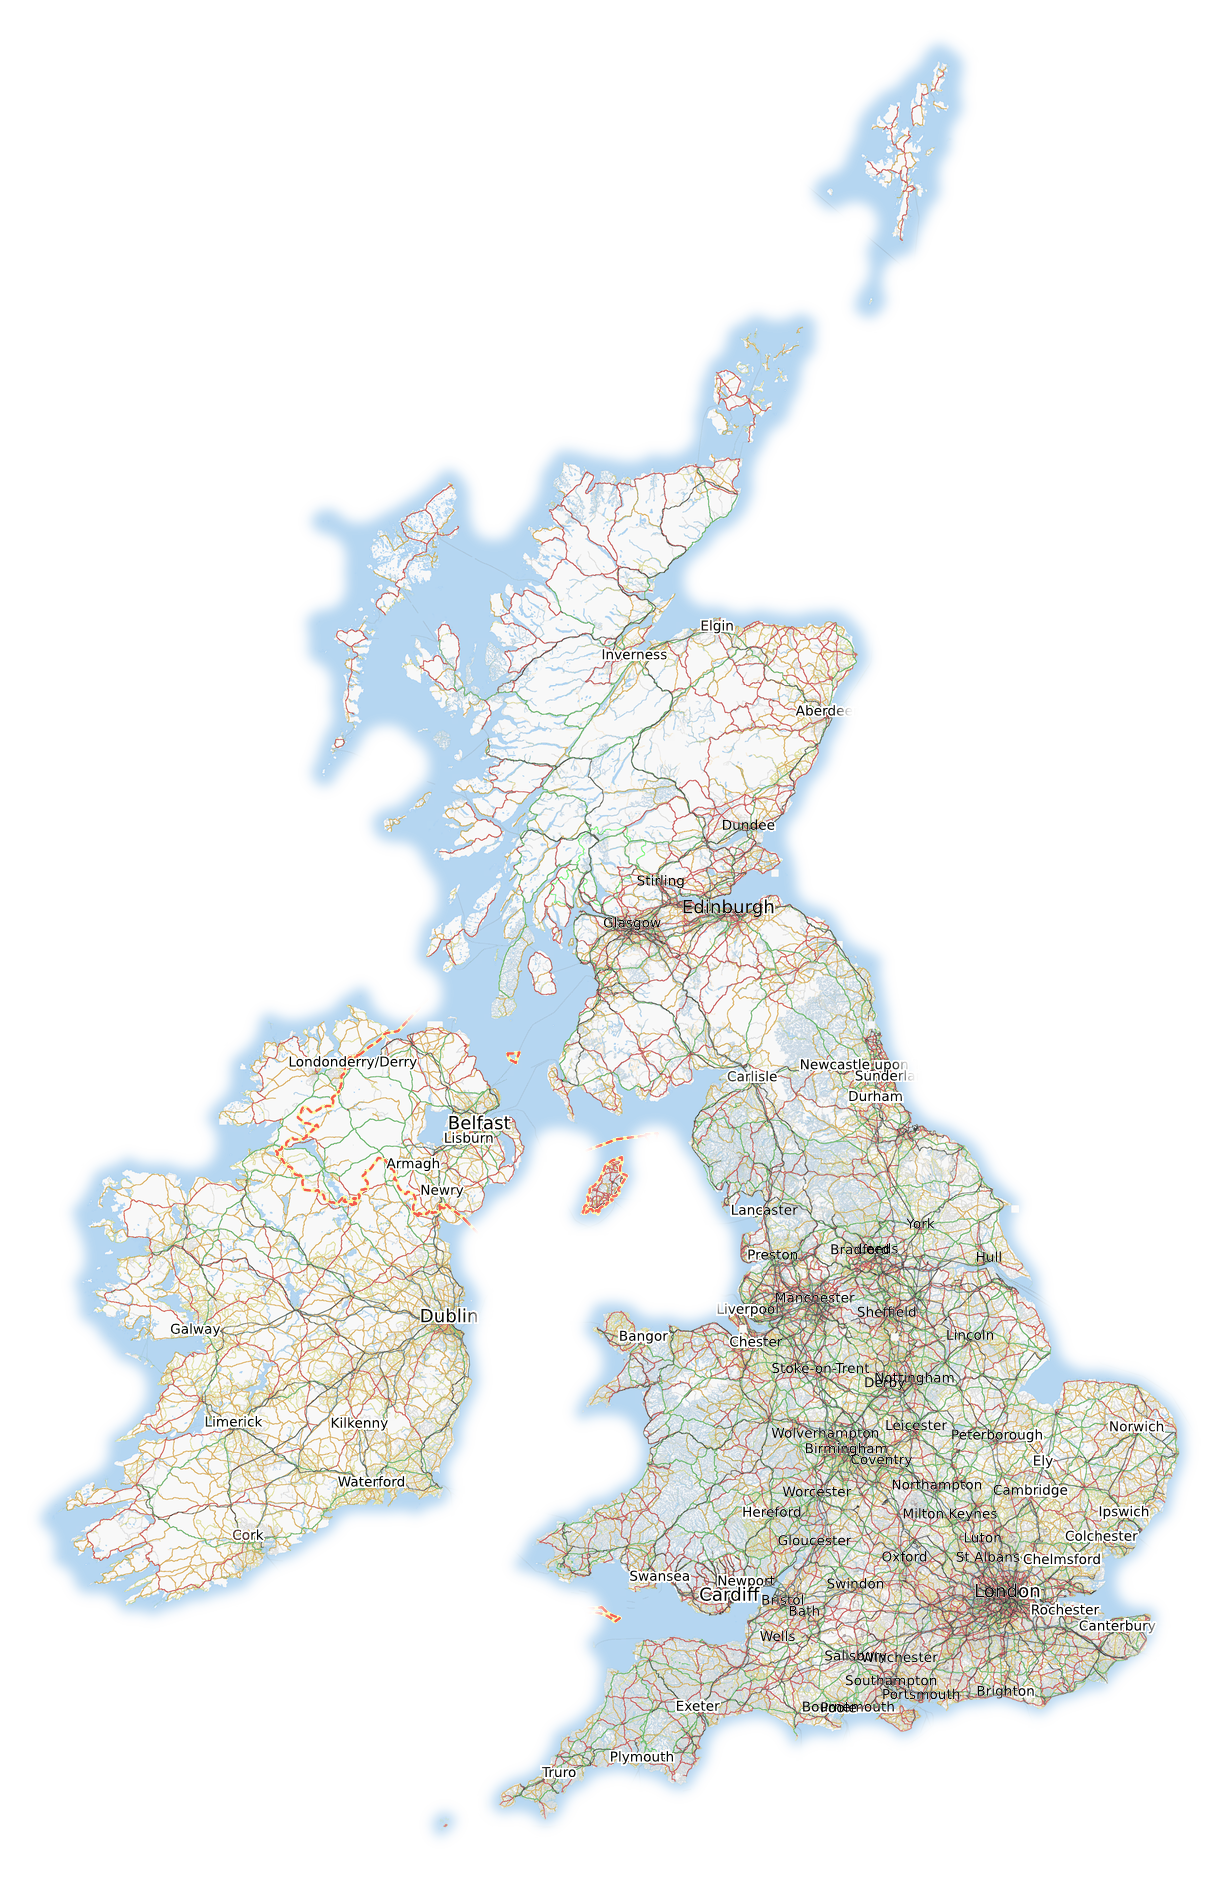 Elgin
Inverness
Aberdee
Dundee
Stirling
Edinburgh
Glasgow
Londonderry/Derry
Newcastle upon
Carlisle
Sunderla
Durham
Belfast
Lisburn
Armagh
Newry
Lancaster
York
Bradford
Leeds
Preston
Hull
Manchester
Liverpool
Sheffield
Dublin
Galway
Bangor
Chester
Lincoln
Stoke-on-Trent
Nottingham
Derby
Limerick
Kilkenny
Leicester
Norwich
Wolverhampton
Peterborough
Birmingham
Coventry
Ely
Waterford
Northampton
Worcester
Cambridge
Hereford
Milton Keynes
Ipswich
Cork
Gloucester
Luton
Colchester
Oxford
St Albans
Chelmsford
Swansea
Newport
Swindon
Cardiff
London
Bristol
Bath
Rochester
Canterbury
Wells
Salisbury
Winchester
Southampton
Portsmouth
Brighton
Exeter
Bournemouth
Poole
Plymouth
Truro